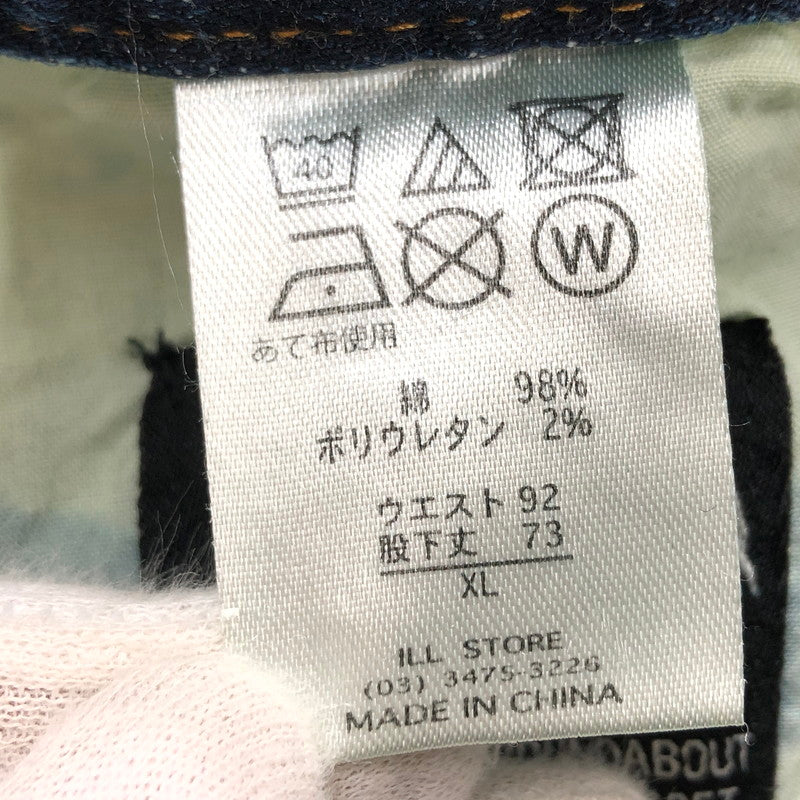 40
W
あて布使用
綿 98%
ポリウレタン 2%
ウエスト 92
股下丈 73
XL
ILL STORE
(03) 3475-3226
MADE IN CHINA